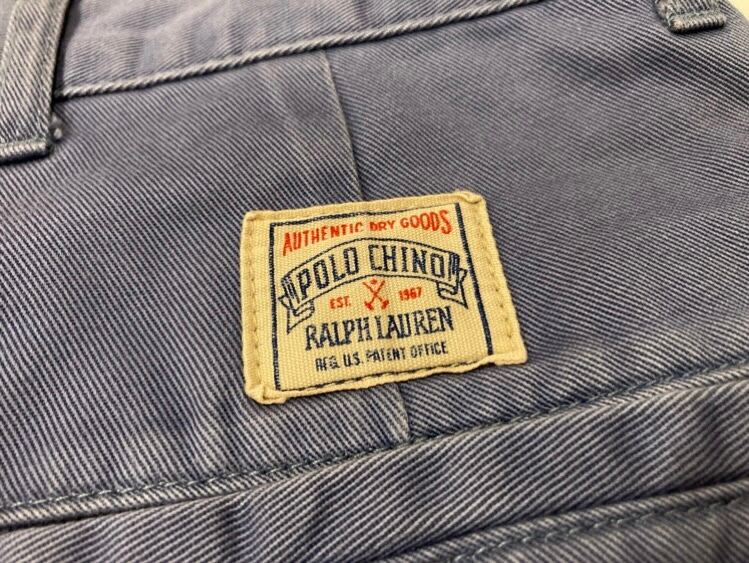 AUTHENTIC DRY GOODS
POLO CHINO
EST. 1967
RALPH LAUREN
REG. U.S. PATENT OFFICE